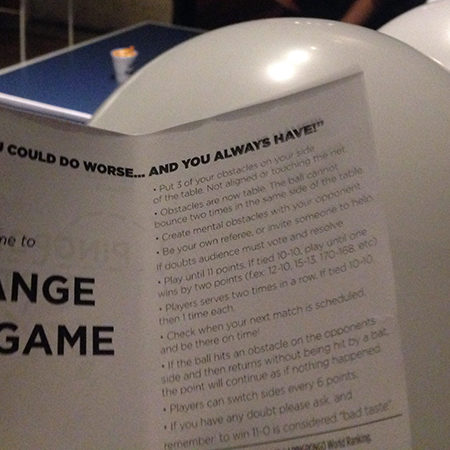 U COULD DO WORSE... AND YOU ALWAYS HAVE!"
me to
ANGE
GAME
• Put 3 of your obstacles on your side
of the table. Not aligned or touching the net.
• Obstacles are now table. The ball cannot
bounce two times in the same side of the table.
• Create mental obstacles with your opponent.
• Be your own referee, or invite someone to help.
If doubts audience must vote and resolve
• Play until 11 points. If tied 10-10, play until one
wins by two points (f.ex: 12-10, 15-13, 170-168, etc)
• Players serves two times in a row. If tied 10-10,
then 1 time each.
• Check when your next match is scheduled,
and be there on time!
• If the ball hits an obstacle on the opponents
side and then returns without being hit by a bat,
the point will continue as if nothing happened.
• Players can switch sides every 6 points.
• If you have any doubt please ask, and
remember to win 11-0 is considered "bad taste"
World Ranking